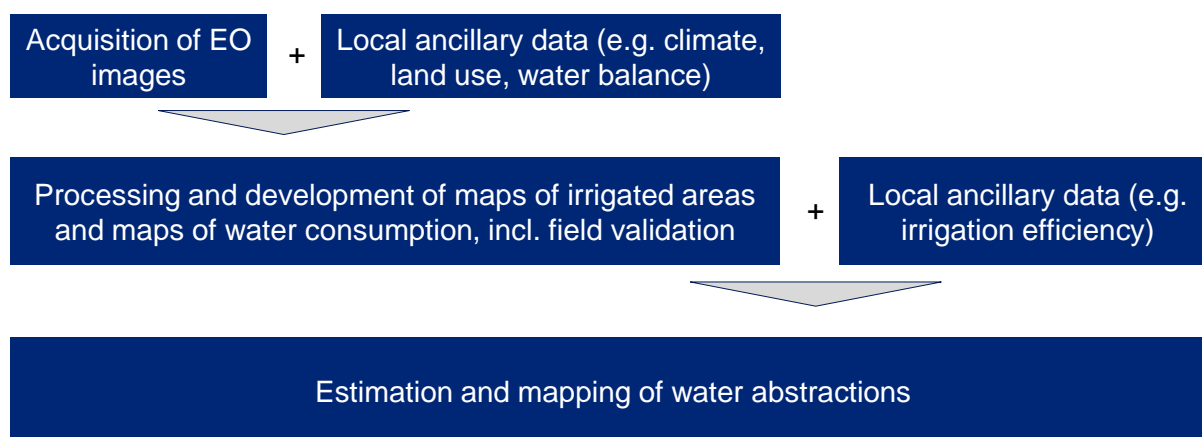 Acquisition of EO
images
+
Local ancillary data (e.g. climate,
land use, water balance)
Processing and development of maps of irrigated areas
and maps of water consumption, incl. field validation
+
Local ancillary data (e.g.
irrigation efficiency)
Estimation and mapping of water abstractions